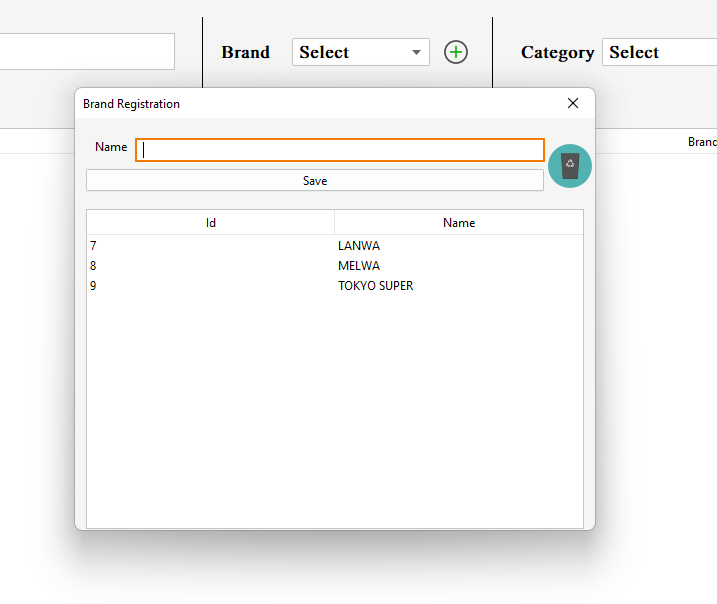 Brand Select Category Select
Brand Registration
Brand
Name
Save
Id Name
7 LANWA
8 MELWA
9 TOKYO SUPER